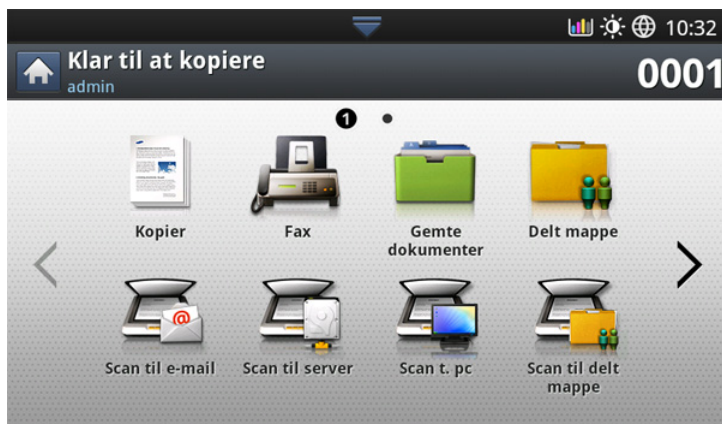 10:32
Klar til at kopiere
admin
0001
1
Kopier
Fax
Gemte
dokumenter
Delt mappe
Scan til e-mail
Scan til server
Scan t. pc
Scan til delt
mappe